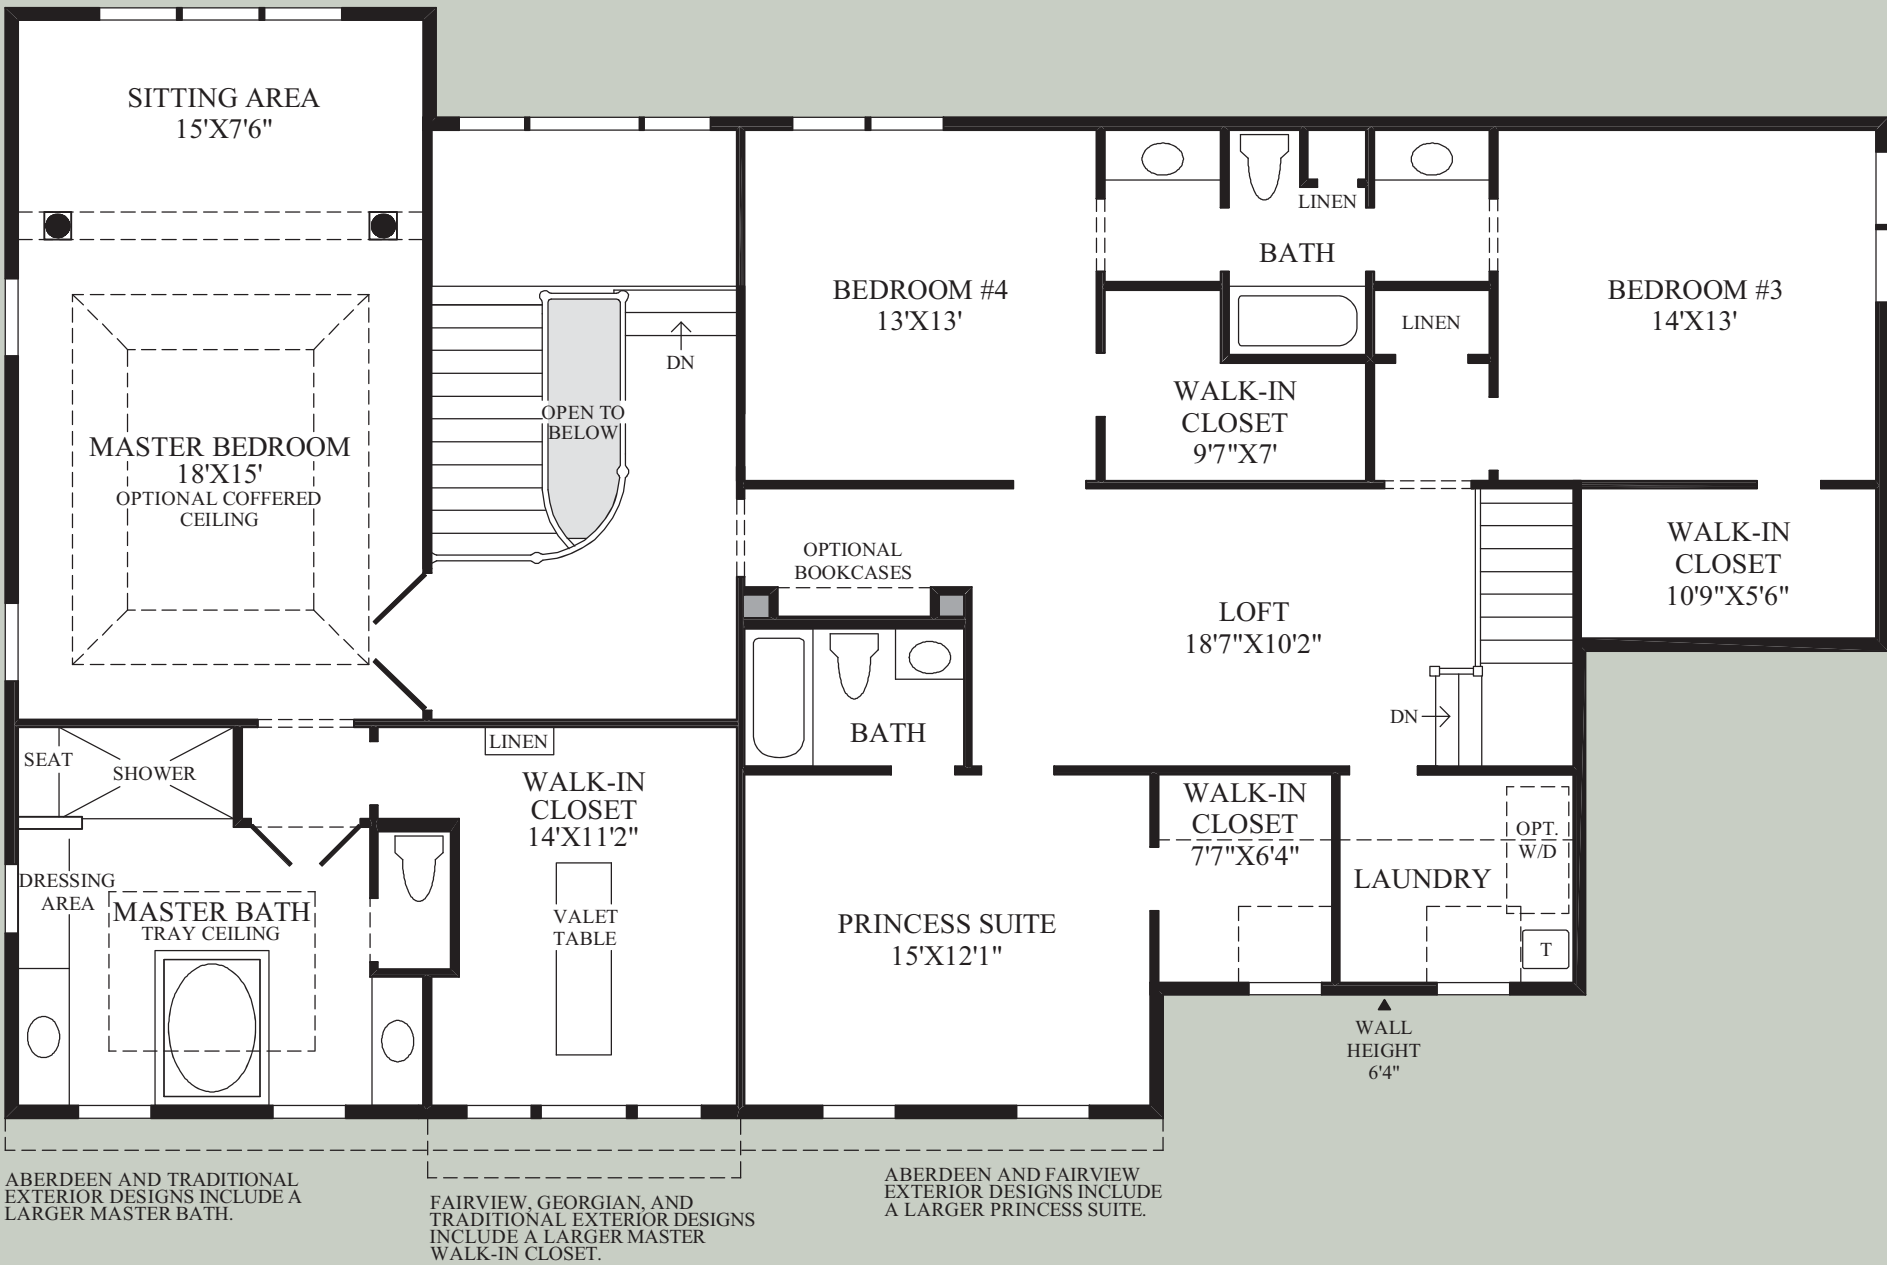 SITTING AREA
15'X7'6"
MASTER BEDROOM
18'X15'
OPTIONAL COFFERED
CEILING
OPEN TO
BELOW
DN
BEDROOM #4
13'X13'
LINEN
BATH
LINEN
BEDROOM #3
14'X13'
WALK-IN
CLOSET
9'7"X7'
WALK-IN
CLOSET
10'9"X5'6"
OPTIONAL
BOOKCASES
LOFT
18'7"X10'2"
DN
BATH
SEAT
SHOWER
LINEN
WALK-IN
CLOSET
14'X11'2"
VALET
TABLE
DRESSING
AREA
MASTER BATH
TRAY CEILING
PRINCESS SUITE
15'X12'1"
WALK-IN
CLOSET
7'7"X6'4"
LAUNDRY
OPT.
W/D
T
WALL
HEIGHT
6'4"
ABERDEEN AND TRADITIONAL
EXTERIOR DESIGNS INCLUDE A
LARGER MASTER BATH.
FAIRVIEW, GEORGIAN, AND
TRADITIONAL EXTERIOR DESIGNS
INCLUDE A LARGER MASTER
WALK-IN CLOSET.
ABERDEEN AND FAIRVIEW
EXTERIOR DESIGNS INCLUDE
A LARGER PRINCESS SUITE.